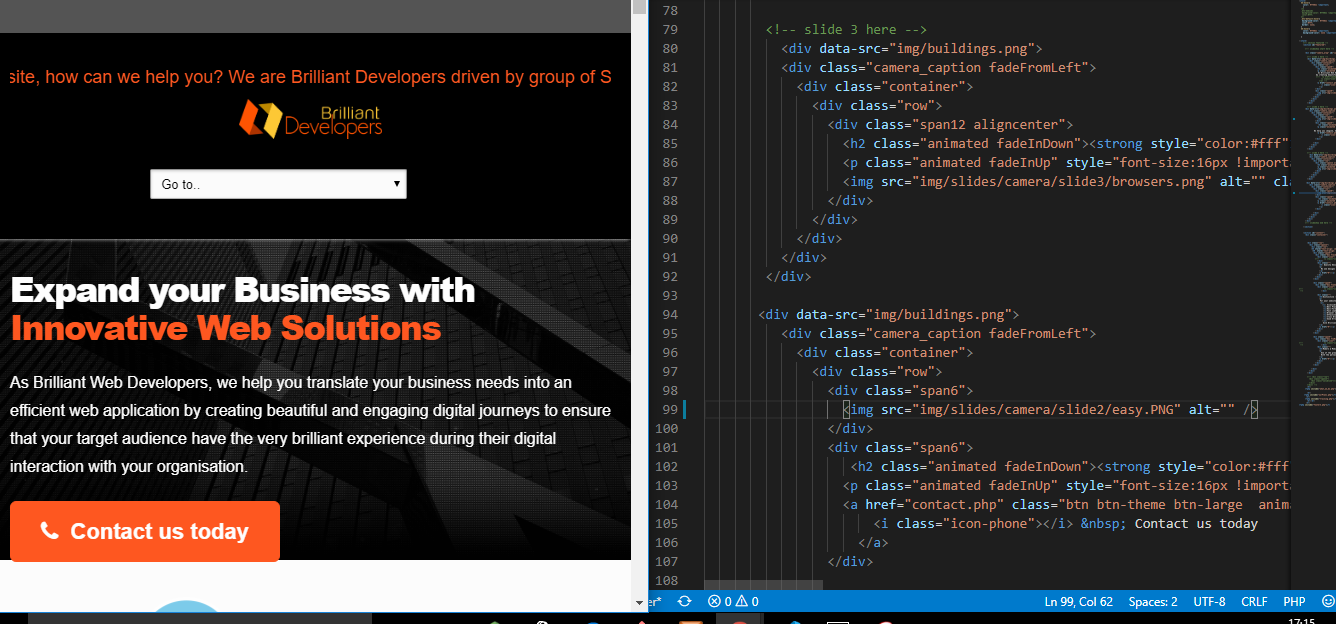 site, how can we help you? We are Brilliant Developers driven by group of S
Brilliant
Developers
Go to..
Expand your Business with
Innovative Web Solutions
As Brilliant Web Developers, we help you translate your business needs into an
efficient web application by creating beautiful and engaging digital journeys to ensure
that your target audience have the very brilliant experience during their digital
interaction with your organisation.
Contact us today
78
79 <!-- slide 3 here -->
80 <div data-src="img/buildings.png">
81 <div class="camera_caption fadeFromLeft">
82 <div class="container">
83 <div class="row">
84 <div class="span12 aligncenter">
85 <h2 class="animated fadeInDown"><strong style="color:#fff"
86 <p class="animated fadeInUp" style="font-size:16px !import
87 <img src="img/slides/camera/slide3/browsers.png" alt="" cl
88 </div>
89 </div>
90 </div>
91 </div>
92 </div>
93
94 <div data-src="img/buildings.png">
95 <div class="camera_caption fadeFromLeft">
96 <div class="container">
97 <div class="row">
98 <div class="span6">
99 <img src="img/slides/camera/slide2/easy.PNG" alt="" />
100 </div>
101 <div class="span6">
102 <h2 class="animated fadeInDown"><strong style="color:#fff
103 <p class="animated fadeInUp" style="font-size:16px !import
104 <a href="contact.php" class="btn btn-theme btn-large anim
105 <i class="icon-phone"></i> &nbsp; Contact us today
106 </a>
107 </div>
108
er* 0 0 Ln 99, Col 62 Spaces: 2 UTF-8 CRLF PHP
17:15